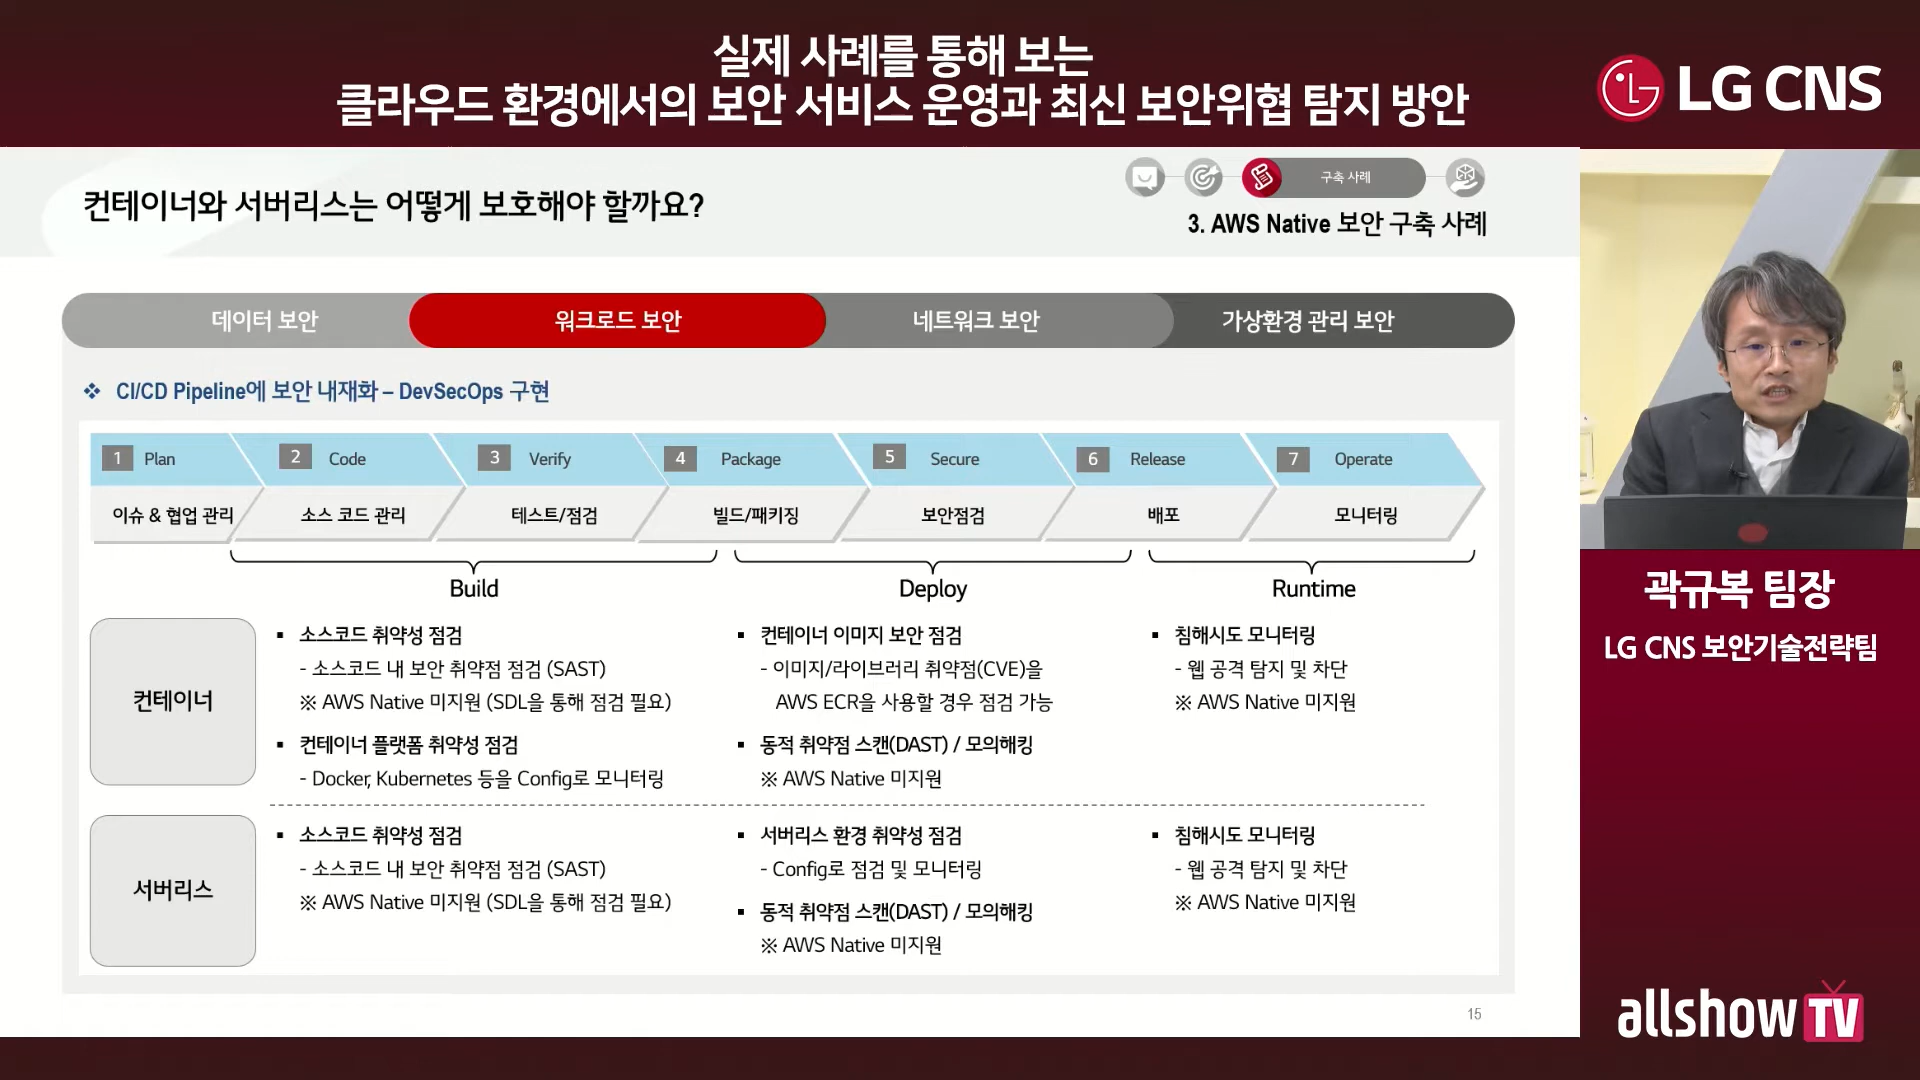 실제 사례를 통해 보는
클라우드 환경에서의 보안 서비스 운영과 최신 보안위협 탐지 방안
LG CNS
컨테이너와 서버리스는 어떻게 보호해야 할까요?
구축 사례
3. AWS Native 보안 구축 사례
데이터 보안
워크로드 보안
네트워크 보안
가상환경 관리 보안
❖ CI/CD Pipeline에 보안 내재화 – DevSecOps 구현
1 Plan
2 Code
3 Verify
4 Package
5 Secure
6 Release
7 Operate
이슈 & 협업 관리
소스 코드 관리
테스트/점검
빌드/패키징
보안점검
배포
모니터링
Build
Deploy
Runtime
컨테이너
▪ 소스코드 취약성 점검
- 소스코드 내 보안 취약점 점검 (SAST)
※ AWS Native 미지원 (SDL을 통해 점검 필요)
▪ 컨테이너 플랫폼 취약성 점검
- Docker, Kubernetes 등을 Config로 모니터링
▪ 컨테이너 이미지 보안 점검
- 이미지/라이브러리 취약점(CVE)을
AWS ECR을 사용할 경우 점검 가능
▪ 동적 취약점 스캔(DAST) / 모의해킹
※ AWS Native 미지원
▪ 침해시도 모니터링
- 웹 공격 탐지 및 차단
※ AWS Native 미지원
서버리스
▪ 소스코드 취약성 점검
- 소스코드 내 보안 취약점 점검 (SAST)
※ AWS Native 미지원 (SDL을 통해 점검 필요)
▪ 서버리스 환경 취약성 점검
- Config로 점검 및 모니터링
▪ 동적 취약점 스캔(DAST) / 모의해킹
※ AWS Native 미지원
▪ 침해시도 모니터링
- 웹 공격 탐지 및 차단
※ AWS Native 미지원
15
곽규복 팀장
LG CNS 보안기술전략팀
allshow TV